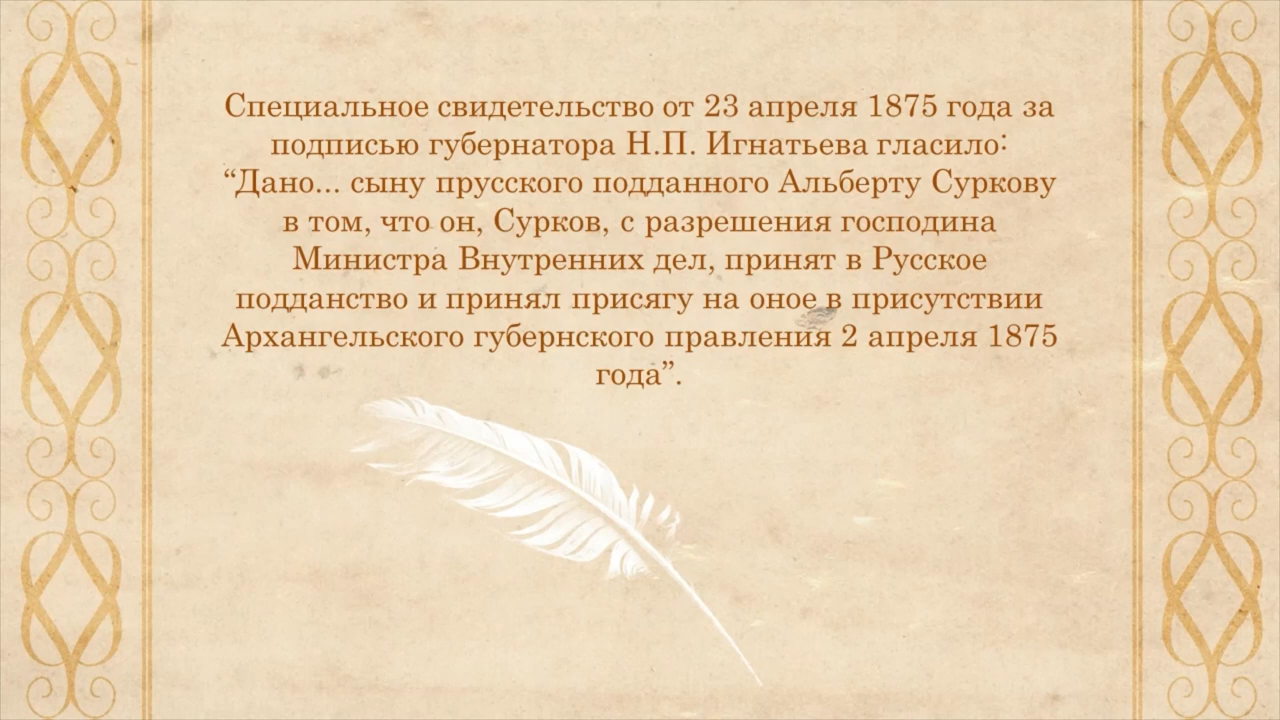 Специальное свидетельство от 23 апреля 1875 года за
подписью губернатора Н.П. Игнатьева гласило:
“Дано... сыну прусского подданного Альберту Суркову
в том, что он, Сурков, с разрешения господина
Министра Внутренних дел, принят в Русское
подданство и принял присягу на оное в присутствии
Архангельского губернского правления 2 апреля 1875
года”.